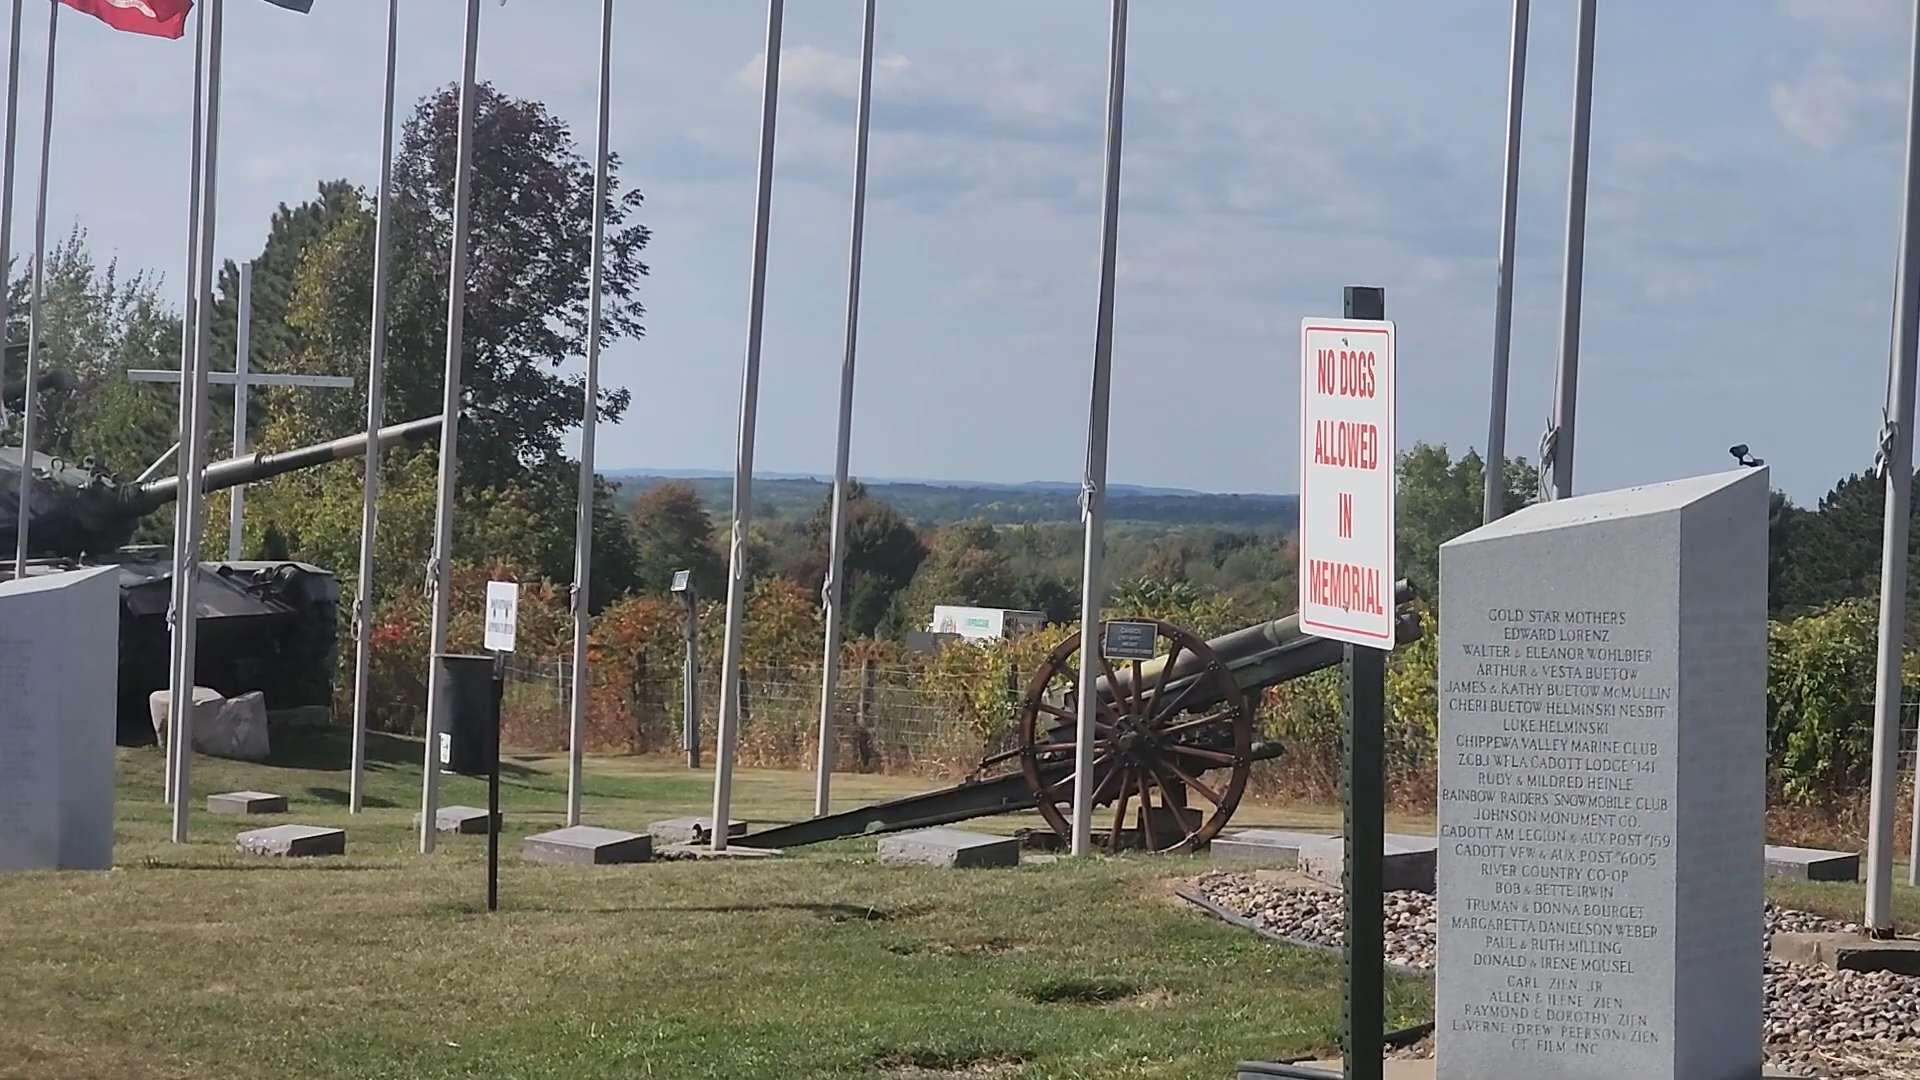 NO DOGS
ALLOWED
IN
MEMORIAL
GOLD STAR MOTHERS
EDWARD LORENZ
WALTER & ELEANOR WOHLBIER
ARTHUR & VESTA BUETOW
JAMES & KATHY BUETOW McMULLIN
CHERI BUETOW HELMINSKI NESBIT
LUKE HELMINSKI
CHIPPEWA VALLEY MARINE CLUB
ZCBJ WFLA CADOTT LODGE #141
RUDY & MILDRED HEINLE
RAINBOW RAIDERS SNOWMOBILE CLUB
JOHNSON MONUMENT CO.
CADOTT AM LEGION & AUX POST #159
CADOTT VFW & AUX POST #6005
RIVER COUNTRY CO-OP
BOB & BETTE IRWIN
TRUMAN & DONNA BOURGET
MARGARETTA DANIELSON WEBER
PAUL & RUTH MILLING
DONALD & IRENE MOUSEL
CARL ZIEN JR
ALLEN & ILENE ZIEN
RAYMOND & DOROTHY ZIEN
LAVERNE (DREW PEERSON) ZIEN
CT FILM INC